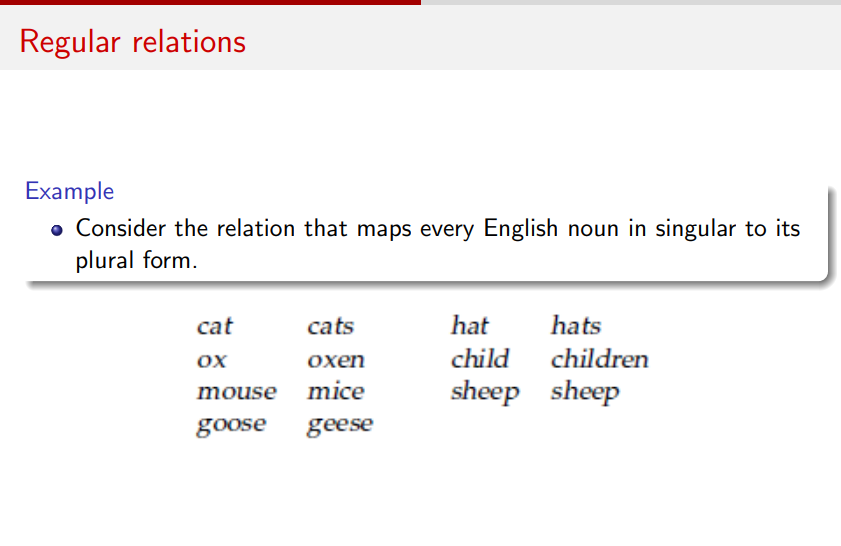 Regular relations
Example
Consider the relation that maps every English noun in singular to its
plural form.
cat cats hat hats
ox oxen child children
mouse mice sheep sheep
goose geese